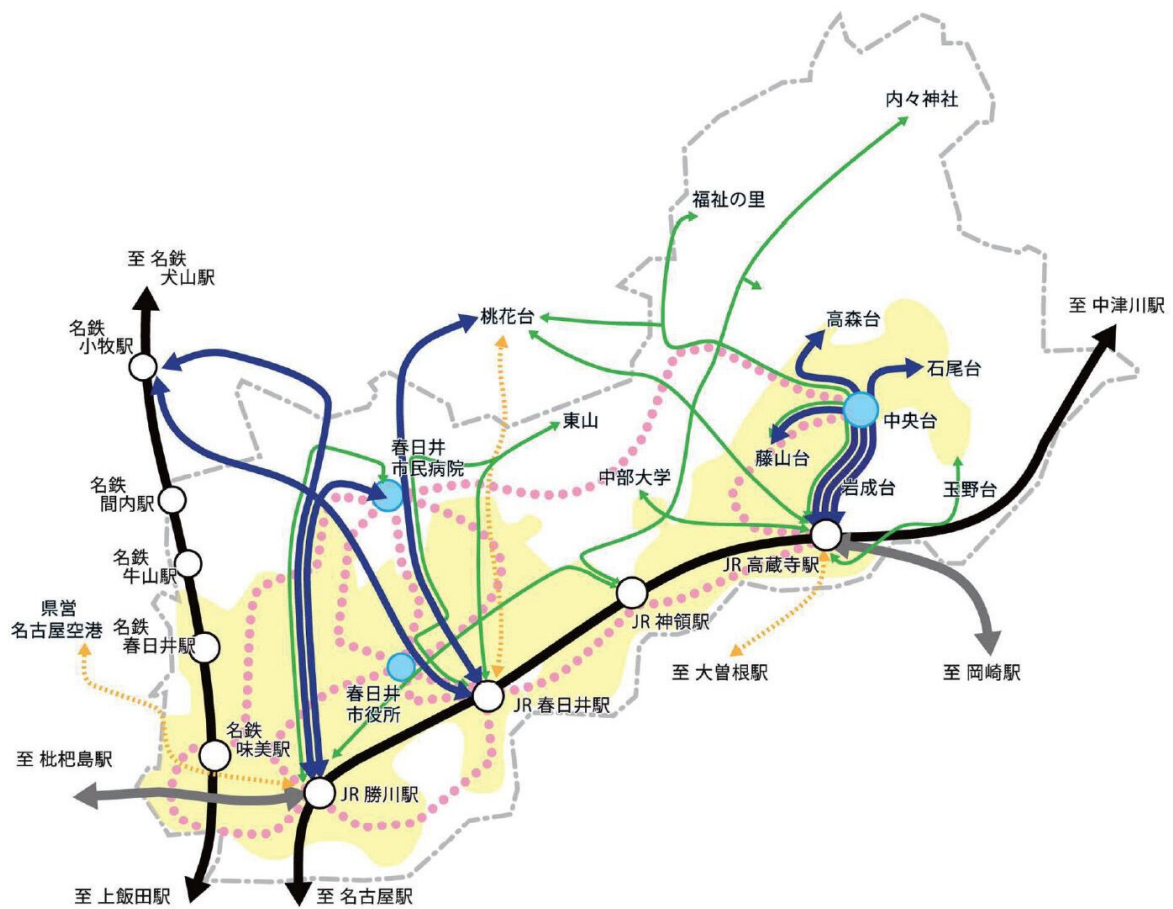 内々神社
福祉の里
至 名鉄
犬山駅
至 中津川駅
名鉄
小牧駅
桃花台
高森台
石尾台
中央台
東山
春日井
市民病院
藤山台
中部大学
岩成台
玉野台
名鉄
間内駅
JR 高蔵寺駅
名鉄
牛山駅
県営
名古屋空港
名鉄
春日井駅
JR 神領駅
至 大曽根駅
至 岡崎駅
春日井
市役所
JR 春日井駅
名鉄
味美駅
至 枇杷島駅
JR 勝川駅
至 上飯田駅
至 名古屋駅